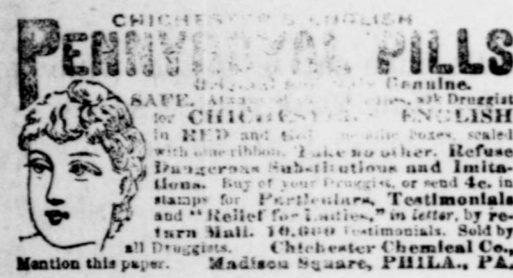 CHICHESTER'S ENGLISH
PENNYROYAL PILLS
Genuine.
SAFE. Always ask Druggist
for CHICHESTER'S ENGLISH
in RED and Gold metallic boxes, sealed
with blue ribbon. Take no other. Refuse
Dangerous Substitutions and Imita-
tions. Buy of your Druggist, or send 4c. in
stamps for Particulars, Testimonials
and "Relief for Ladies," in letter, by re-
turn Mail. 10,000 Testimonials. Sold by
all Druggists. Chichester Chemical Co.,
Mention this paper. Madison Square, PHILA., PA.